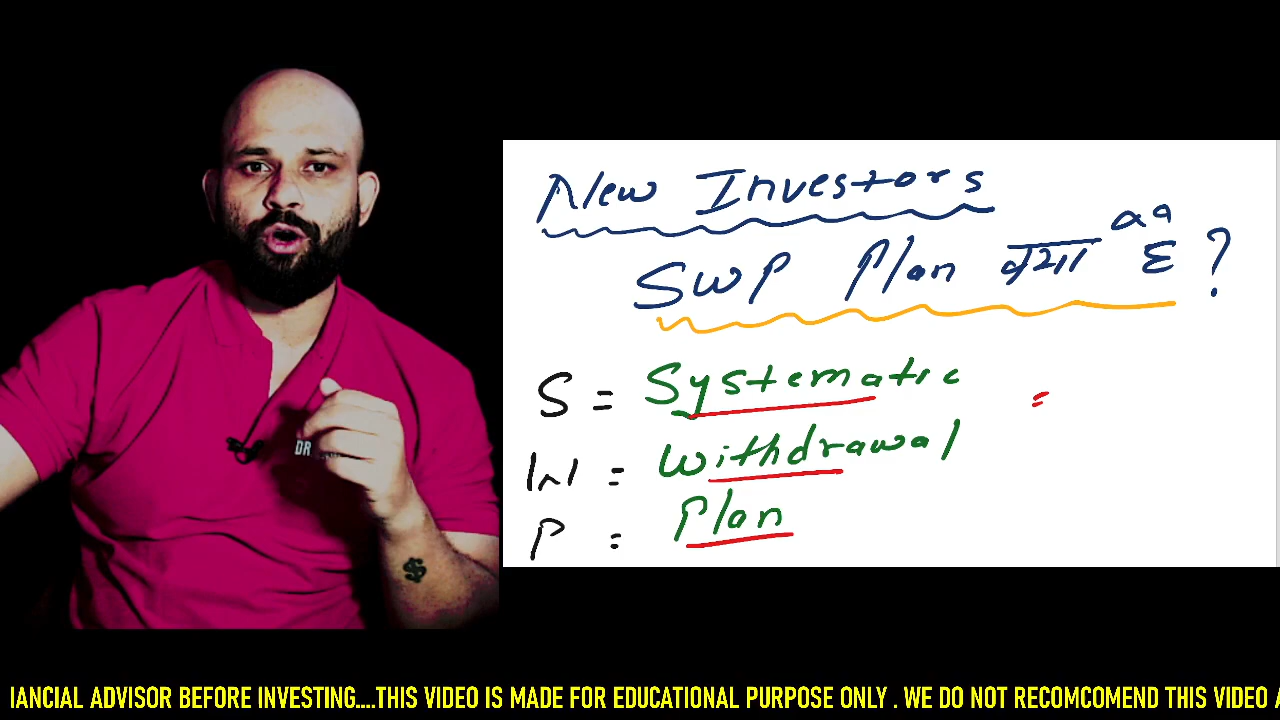 New Investors
SWP Plan क्या है ?
S = Systematic =
W = Withdrawal
P = Plan
DR
$
IANCIAL ADVISOR BEFORE INVESTING....THIS VIDEO IS MADE FOR EDUCATIONAL PURPOSE ONLY . WE DO NOT RECOMCOMEND THIS VIDEO A